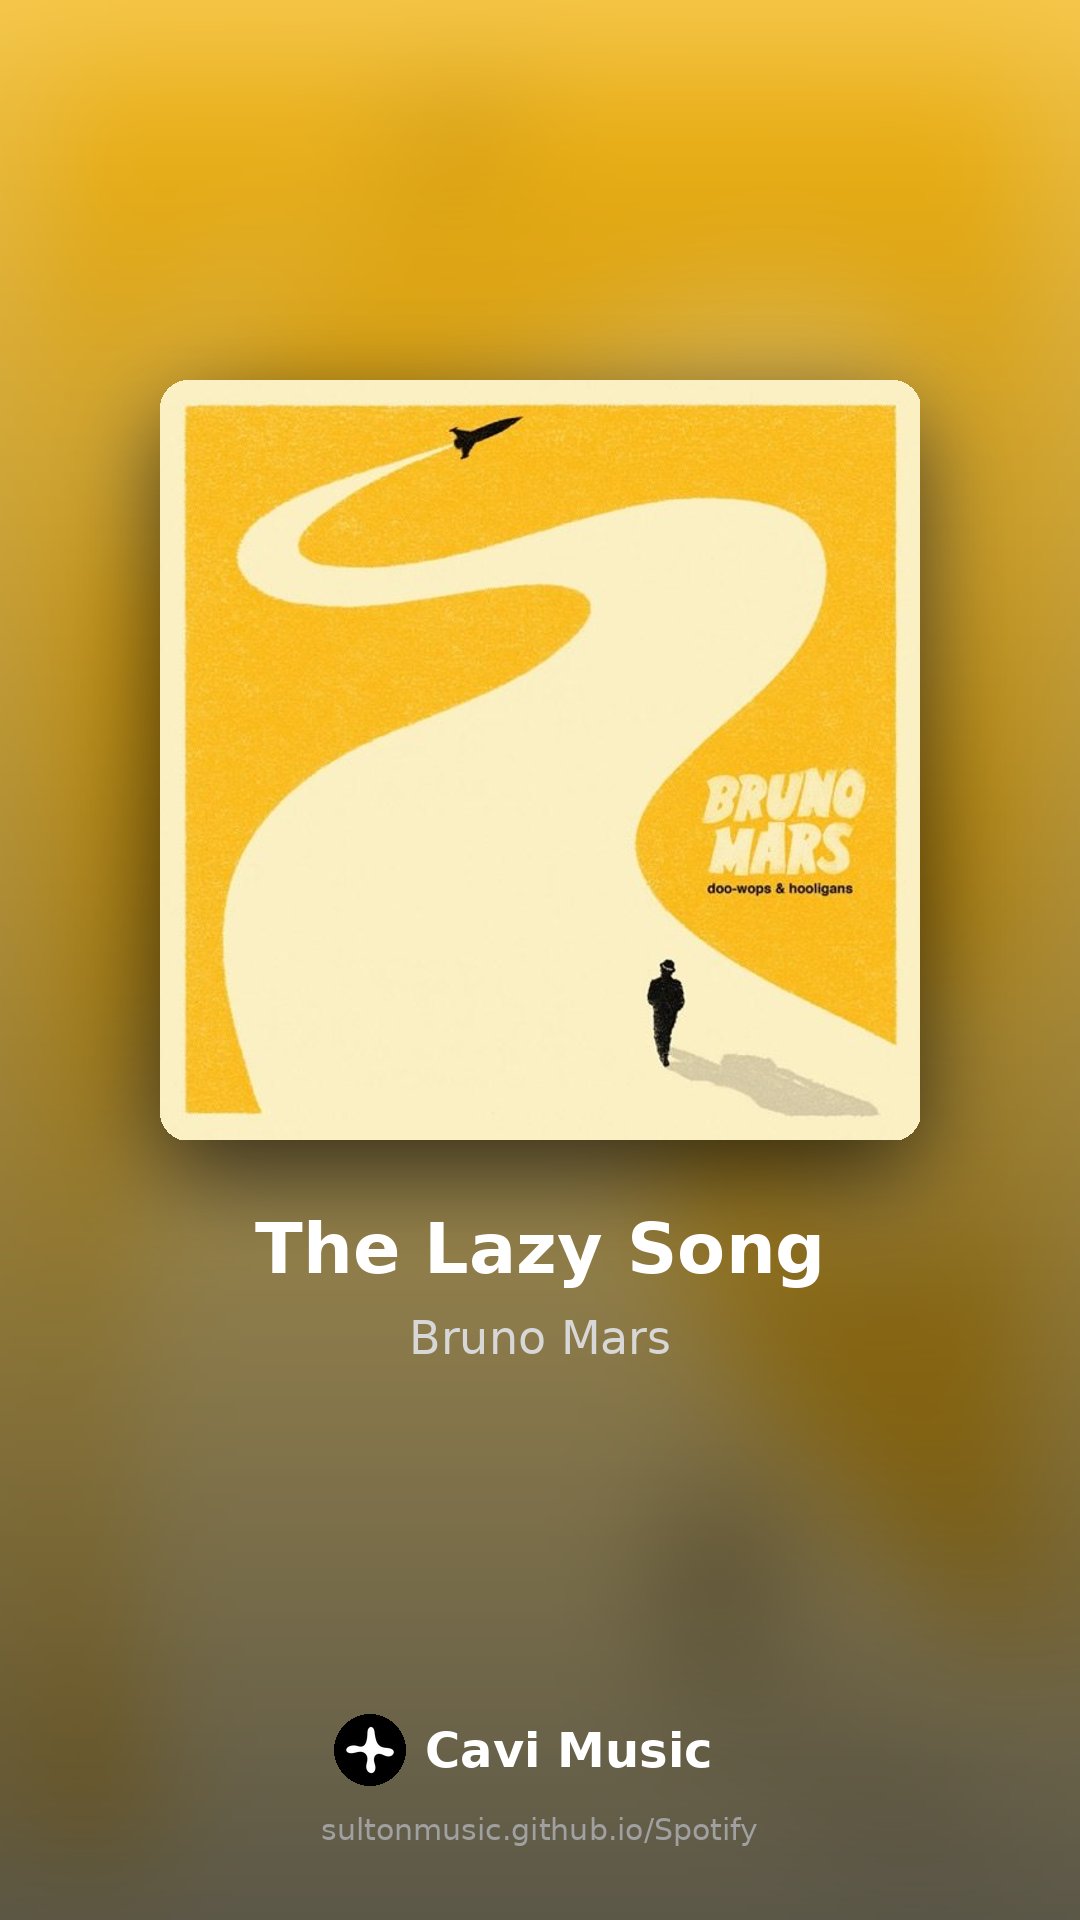 BRUNO
MARS
doo-wops & hooligans
The Lazy Song
Bruno Mars
Cavi Music
sultonmusic.github.io/Spotify